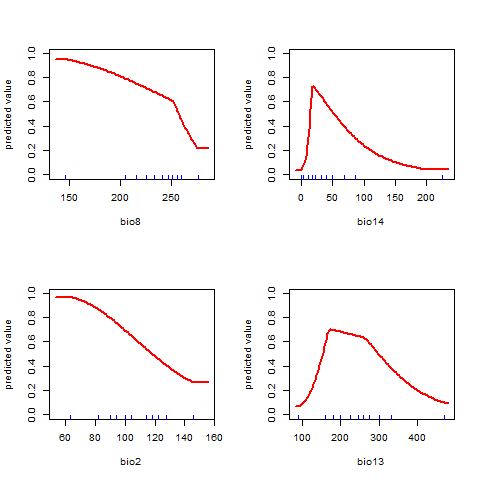 predicted value
0.0 0.2 0.4 0.6 0.8 1.0
150 200 250
bio8
predicted value
0.0 0.2 0.4 0.6 0.8 1.0
0 50 100 150 200
bio14
predicted value
0.0 0.2 0.4 0.6 0.8 1.0
60 80 100 120 140 160
bio2
predicted value
0.0 0.2 0.4 0.6 0.8 1.0
100 200 300 400
bio13